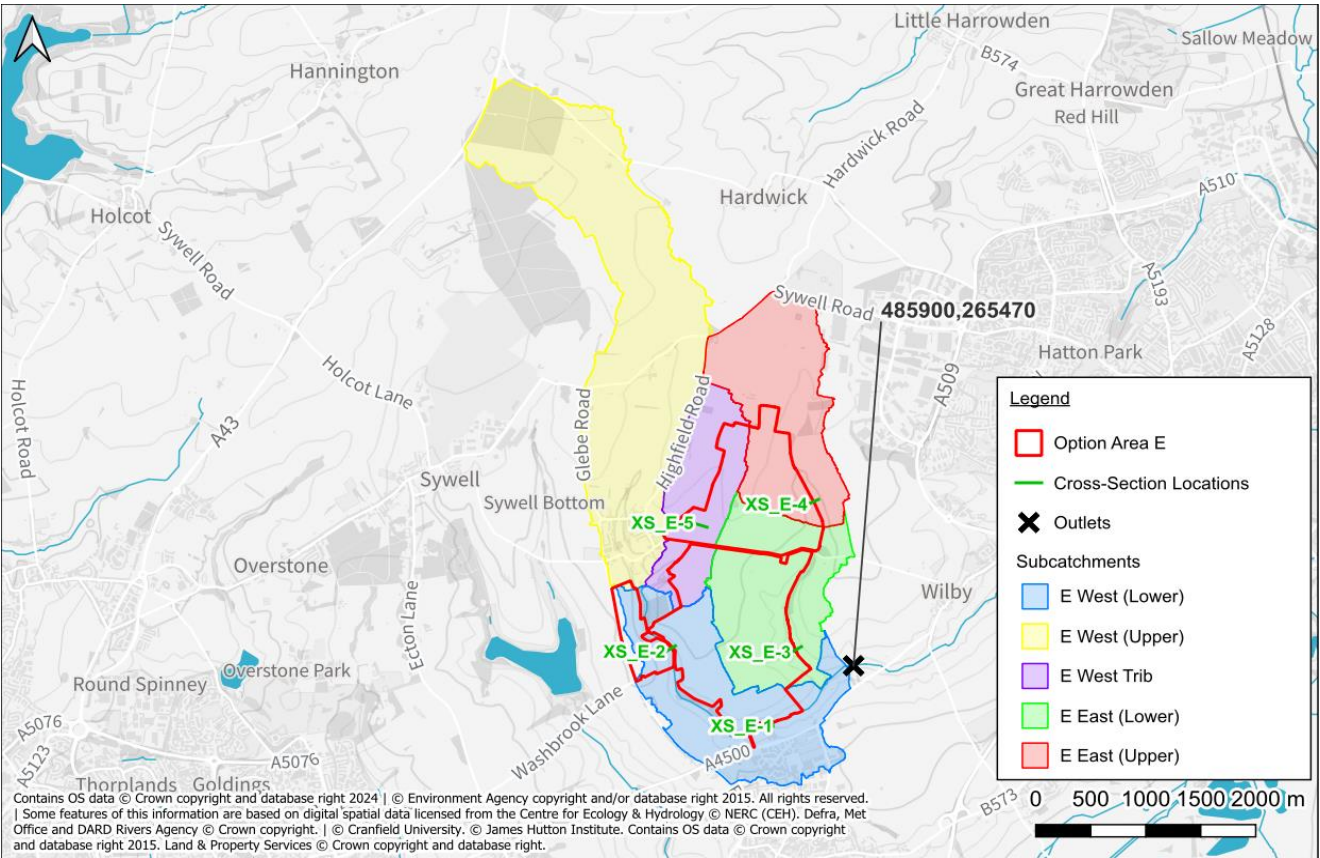 Little Harrowden
Sallow Meadow
B574
Hannington
Great Harrowden
Red Hill
Hardwick Road
A510
Hardwick
Holcot
Sywell Road
A5193
Sywell Road
485900,265470
A5128
Hatton Park
Holcot Lane
A509
Holcot Road
A43
Glebe Road
Highfield Road
Sywell
Sywell Bottom
XS_E-4
XS_E-5
Overstone
Ecton Lane
Wilby
XS_E-2
XS_E-3
Overstone Park
Round Spinney
Washbrook Lane
XS_E-1
A5076
A4500
A5123
A5076
Thorplands
Goldings
B573
Legend
Option Area E
Cross-Section Locations
Outlets
Subcatchments
E West (Lower)
E West (Upper)
E West Trib
E East (Lower)
E East (Upper)
0 500 1000 1500 2000 m
Contains OS data © Crown copyright and database right 2024 | © Environment Agency copyright and/or database right 2015. All rights reserved.
| Some features of this information are based on digital spatial data licensed from the Centre for Ecology & Hydrology © NERC (CEH). Defra, Met
Office and DARD Rivers Agency © Crown copyright. | © Cranfield University. © James Hutton Institute. Contains OS data © Crown copyright
and database right 2015. Land & Property Services © Crown copyright and database right.